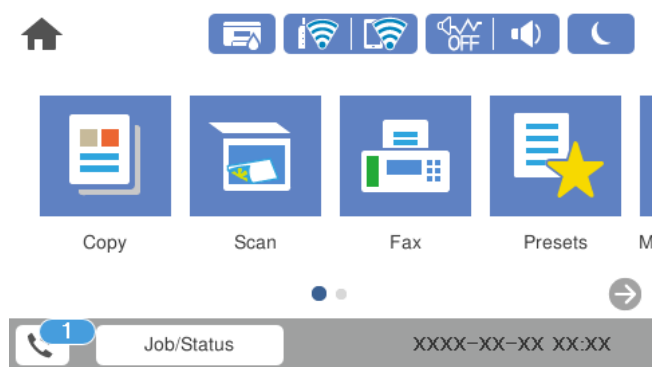 OFF
Copy
Scan
Fax
Presets
M
1
Job/Status
XXXX-XX-XX XX:XX